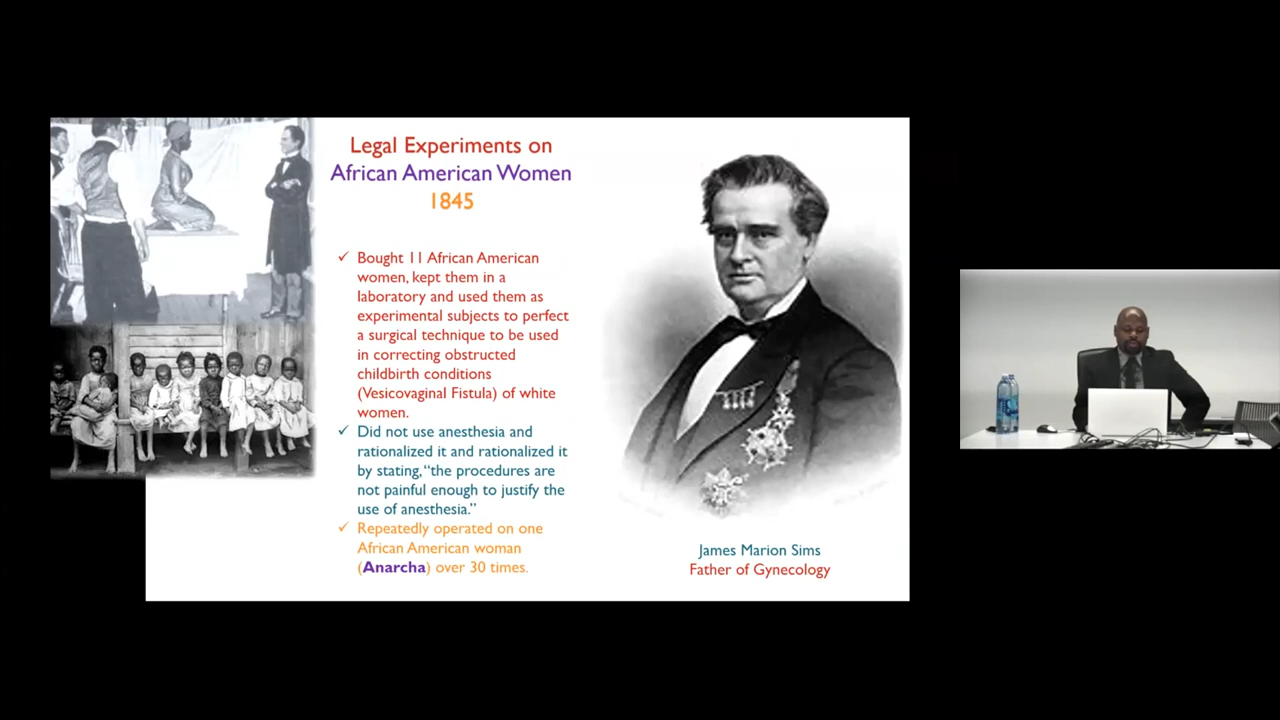 Legal Experiments on
African American Women
1845
✓ Bought 11 African American
women, kept them in a
laboratory and used them as
experimental subjects to perfect
a surgical technique to be used
in correcting obstructed
childbirth conditions
(Vesicovaginal Fistula) of white
women.
✓ Did not use anesthesia and
rationalized it and rationalized it
by stating, “the procedures are
not painful enough to justify the
use of anesthesia.”
✓ Repeatedly operated on one
African American woman
(Anarcha) over 30 times.
James Marion Sims
Father of Gynecology